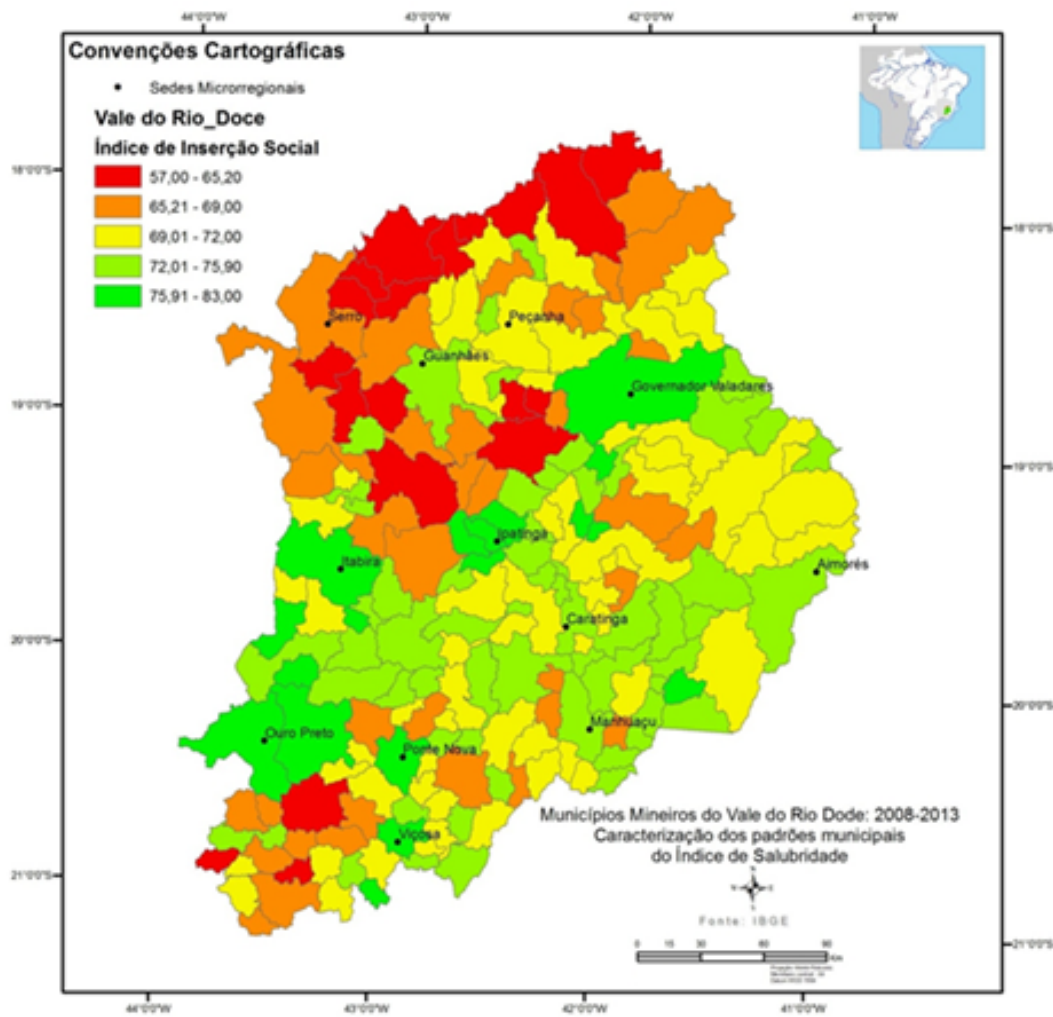 44°0'0"W 43°0'0"W 42°0'0"W 41°0'0"W
Convenções Cartográficas
Sedes Microrregionais
Vale do Rio_Doce
Índice de Inserção Social
57,00 - 65,20
65,21 - 69,00
69,01 - 72,00
72,01 - 75,90
75,91 - 83,00
18°0'0"S
18°0'0"S
Serro
Peçanha
Guanhães
Governador Valadares
19°0'0"S
19°0'0"S
Ipatinga
Itabira
Aimorés
Caratinga
20°0'0"S
20°0'0"S
Manhuaçu
Ouro Preto
Ponte Nova
Viçosa
Municípios Mineiros do Vale do Rio Dode: 2008-2013
Caracterização dos padrões municipais
do Índice de Salubridade
Fonte: IBGE
0 15 30 60 90
Km
21°0'0"S
21°0'0"S
44°0'0"W 43°0'0"W 42°0'0"W 41°0'0"W